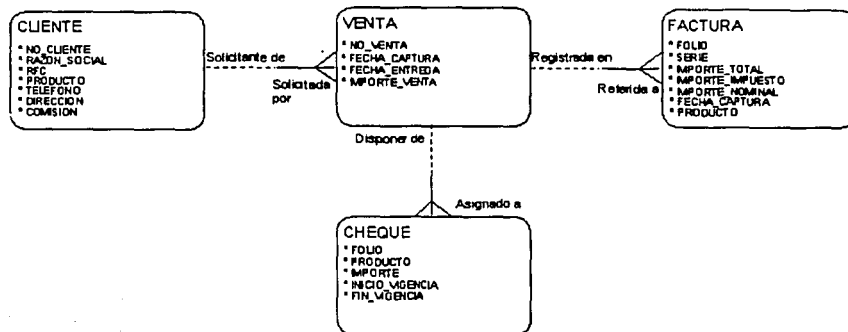 CLIENTE
* NO_CLIENTE
* RAZON_SOCIAL
* RFC
* PRODUCTO
* TELEFONO
* DIRECCION
* COMISION
Solicitante de
Solicitada
por
VENTA
* NO_VENTA
* FECHA_CAPTURA
* FECHA_ENTREGA
* IMPORTE_VENTA
Registrada en
Referida a
FACTURA
* FOLIO
* SERIE
* IMPORTE_TOTAL
* IMPORTE_IMPUESTO
* IMPORTE_NOMINAL
* FECHA_CAPTURA
* PRODUCTO
Disponer de
Asignado a
CHEQUE
* FOLIO
* PRODUCTO
* IMPORTE
* INICIO_VIGENCIA
* FIN_VIGENCIA